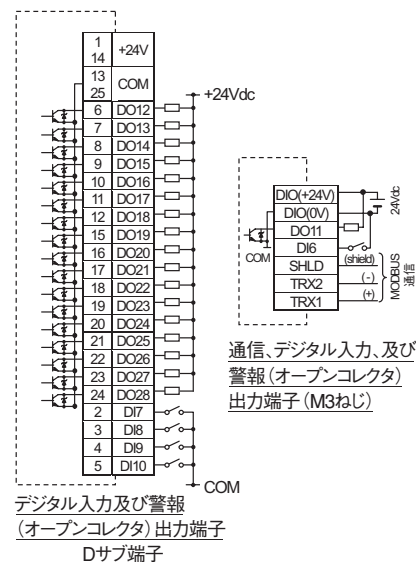 1
14
+24V
13
25
COM
+24Vdc
6 DO12
7 DO13
8 DO14
9 DO15
10 DO16
11 DO17
12 DO18
15 DO19
16 DO20
17 DO21
18 DO22
19 DO23
20 DO24
21 DO25
22 DO26
23 DO27
24 DO28
2 DI7
3 DI8
4 DI9
5 DI10
COM
デジタル入力及び警報
(オープンコレクタ)出力端子
Dサブ端子
DIO(+24V)
DIO(0V)
DO11
DI6
SHLD
TRX2
TRX1
COM
24Vdc
(shield)
(-)
(+)
MODBUS
通信
通信、デジタル入力、及び
警報(オープンコレクタ)
出力端子(M3ねじ)